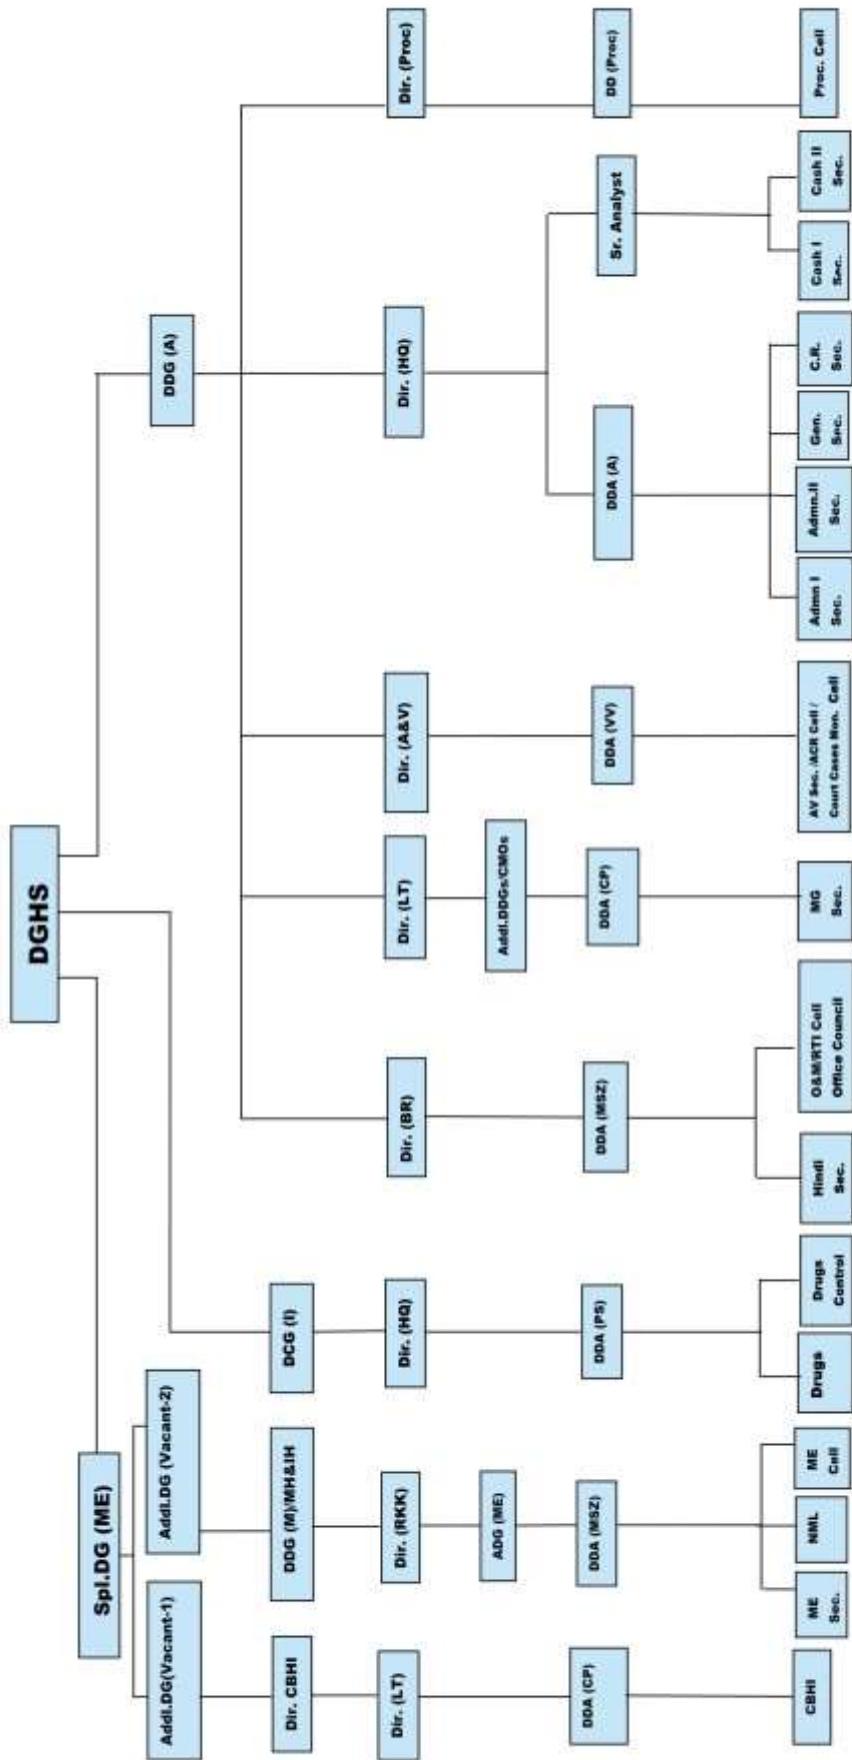 DGHS
Spl.DG (ME)
Addl.DG(Vacant-1)
Addl.DG (Vacant-2)
DDG (A)
Dir. CBHI
DDG (M)/MH&IH
DCG (I)
Dir. (LT)
Dir. (RKK)
Dir. (HQ)
Dir. (BR)
Dir. (LT)
Dir. (A&V)
Dir. (HQ)
Dir. (Proc)
ADG (ME)
Addl.DDGs/CMOs
DDA (CP)
DDA (MSZ)
DDA (PS)
DDA (MSZ)
DDA (CP)
DDA (VV)
DDA (A)
Sr. Analyst
DD (Proc)
CBHI
ME
Sec.
NML
ME
Cell
Drugs
Drugs
Control
Hindi
Sec.
O&M/RTI Cell
Office Council
MG
Sec.
AV Sec. /ACR Cell /
Court Cases Mon. Cell
Admn I
Sec.
Admn.II
Sec.
Gen.
Sec.
C.R.
Sec.
Cash I
Sec.
Cash II
Sec.
Proc. Cell